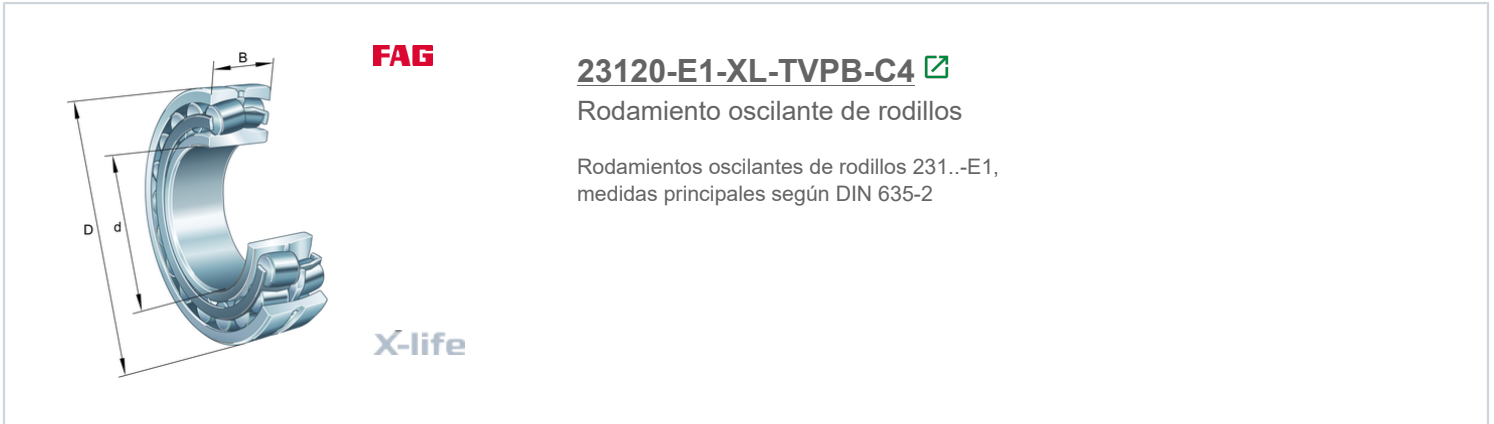 B
D
d
FAG
X-life
23120-E1-XL-TVPB-C4
Rodamiento oscilante de rodillos
Rodamientos oscilantes de rodillos 231..-E1,
medidas principales según DIN 635-2